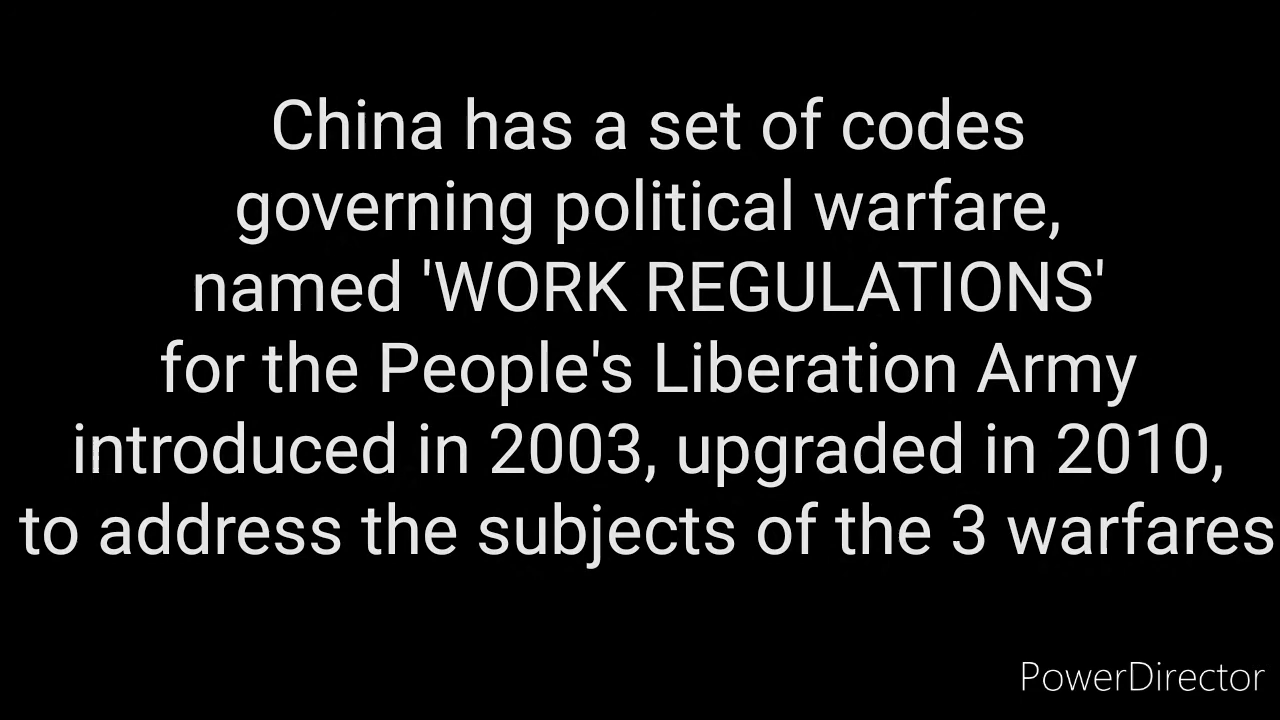 China has a set of codes
governing political warfare,
named 'WORK REGULATIONS'
for the People's Liberation Army
introduced in 2003, upgraded in 2010,
to address the subjects of the 3 warfares
PowerDirector